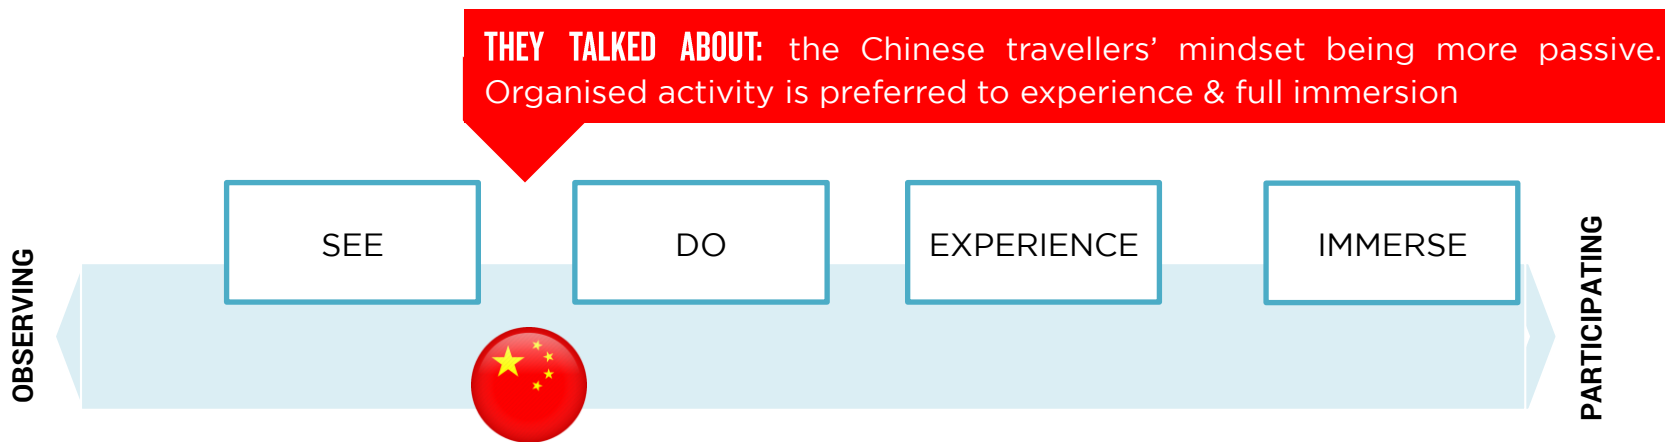 THEY TALKED ABOUT: the Chinese travellers’ mindset being more passive.
Organised activity is preferred to experience & full immersion
SEE
DO
EXPERIENCE
IMMERSE
OBSERVING
PARTICIPATING